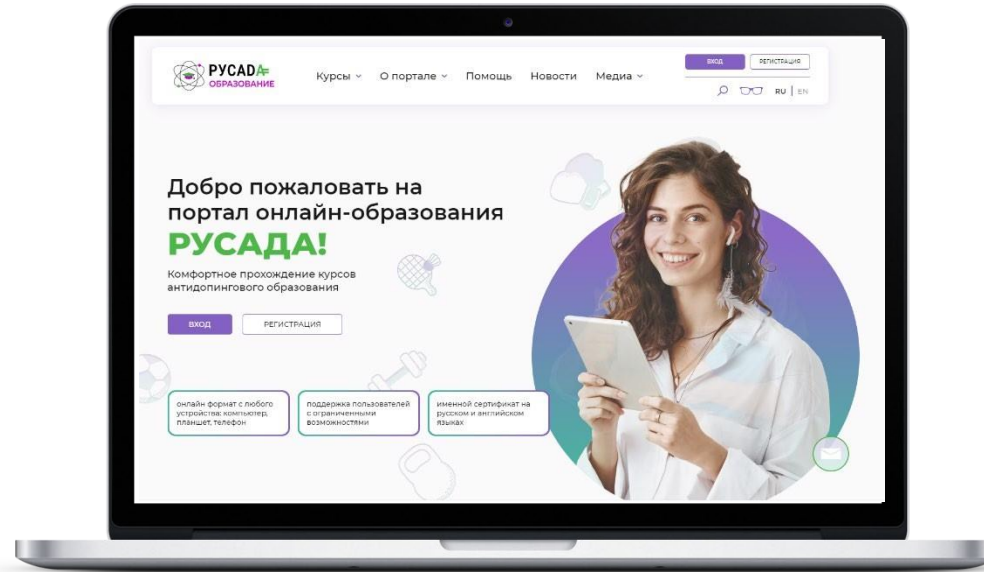 РУСАДА
ОБРАЗОВАНИЕ
Курсы
О портале
Помощь
Новости
Медиа
ВХОД
РЕГИСТРАЦИЯ
RU | EN
Добро пожаловать на
портал онлайн-образования
РУСАДА!
Комфортное прохождение курсов
антидопингового образования
ВХОД
РЕГИСТРАЦИЯ
онлайн формат с любого
устройства: компьютер,
планшет, телефон
поддержка пользователей
с ограниченными
возможностями
именной сертификат на
русском и английском
языках